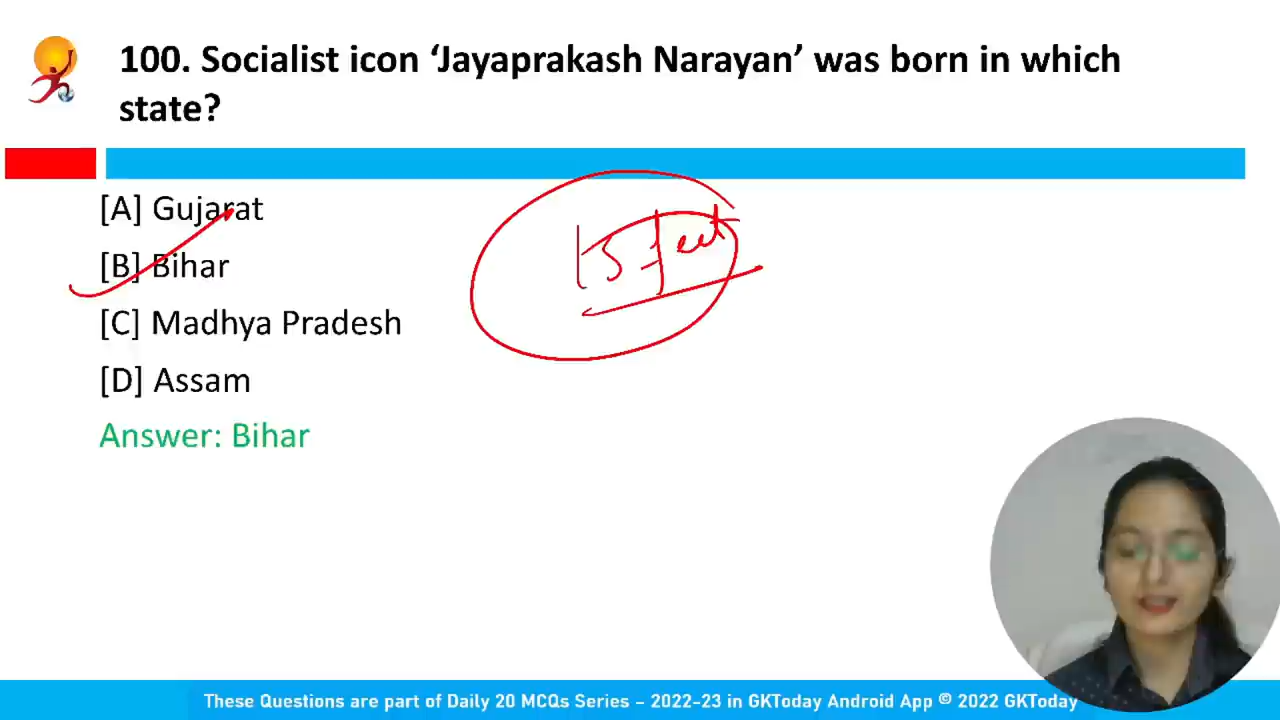 100. Socialist icon ‘Jayaprakash Narayan’ was born in which
state?
[A] Gujarat
[B] Bihar
[C] Madhya Pradesh
[D] Assam
Answer: Bihar
15 feet
These Questions are part of Daily 20 MCQs Series – 2022-23 in GKToday Android App © 2022 GKToday